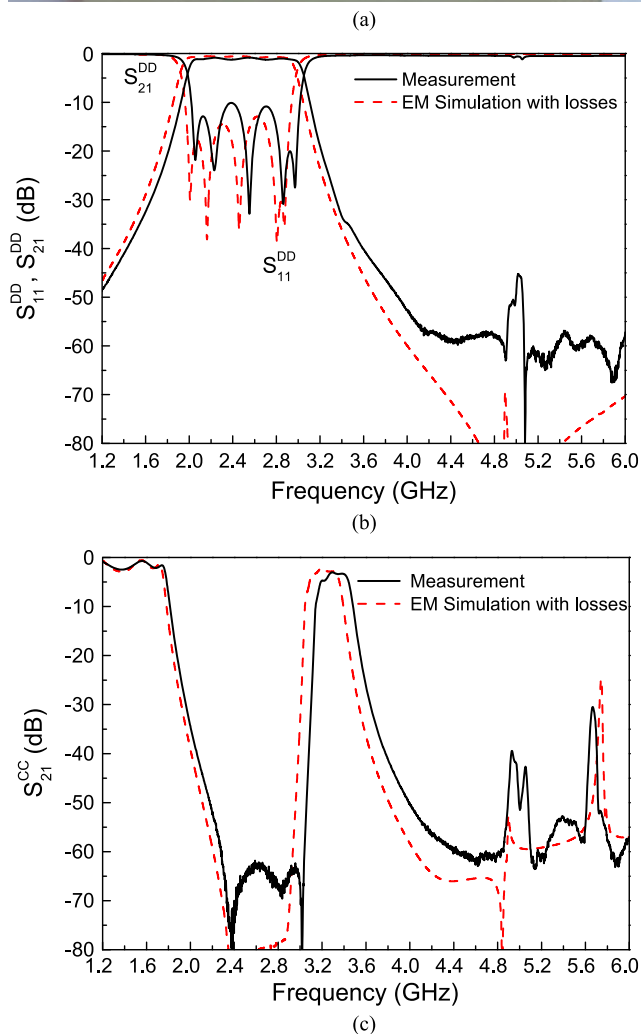 (a)
0
-10
-20
-30
-40
-50
-60
-70
-80
S₁₁ᴰᴰ , S₂₁ᴰᴰ (dB)
S₂₁ᴰᴰ
Measurement
EM Simulation with losses
S₁₁ᴰᴰ
1.2 1.6 2.0 2.4 2.8 3.2 3.6 4.0 4.4 4.8 5.2 5.6 6.0
Frequency (GHz)
(b)
0
-10
-20
-30
-40
-50
-60
-70
-80
S₂₁ᶜᶜ (dB)
Measurement
EM Simulation with losses
1.2 1.6 2.0 2.4 2.8 3.2 3.6 4.0 4.4 4.8 5.2 5.6 6.0
Frequency (GHz)
(c)